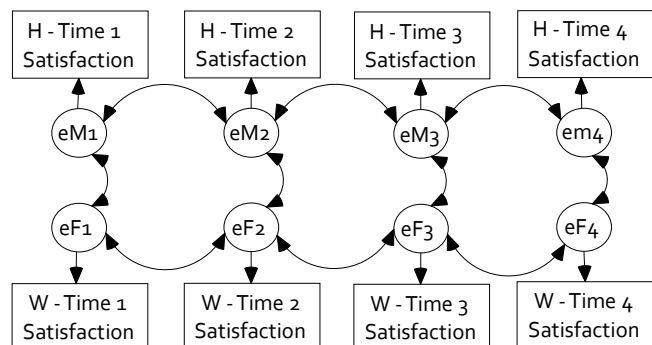 H - Time 1
Satisfaction
H - Time 2
Satisfaction
H - Time 3
Satisfaction
H - Time 4
Satisfaction
eM1
eM2
eM3
em4
eF1
eF2
eF3
eF4
W - Time 1
Satisfaction
W - Time 2
Satisfaction
W - Time 3
Satisfaction
W - Time 4
Satisfaction